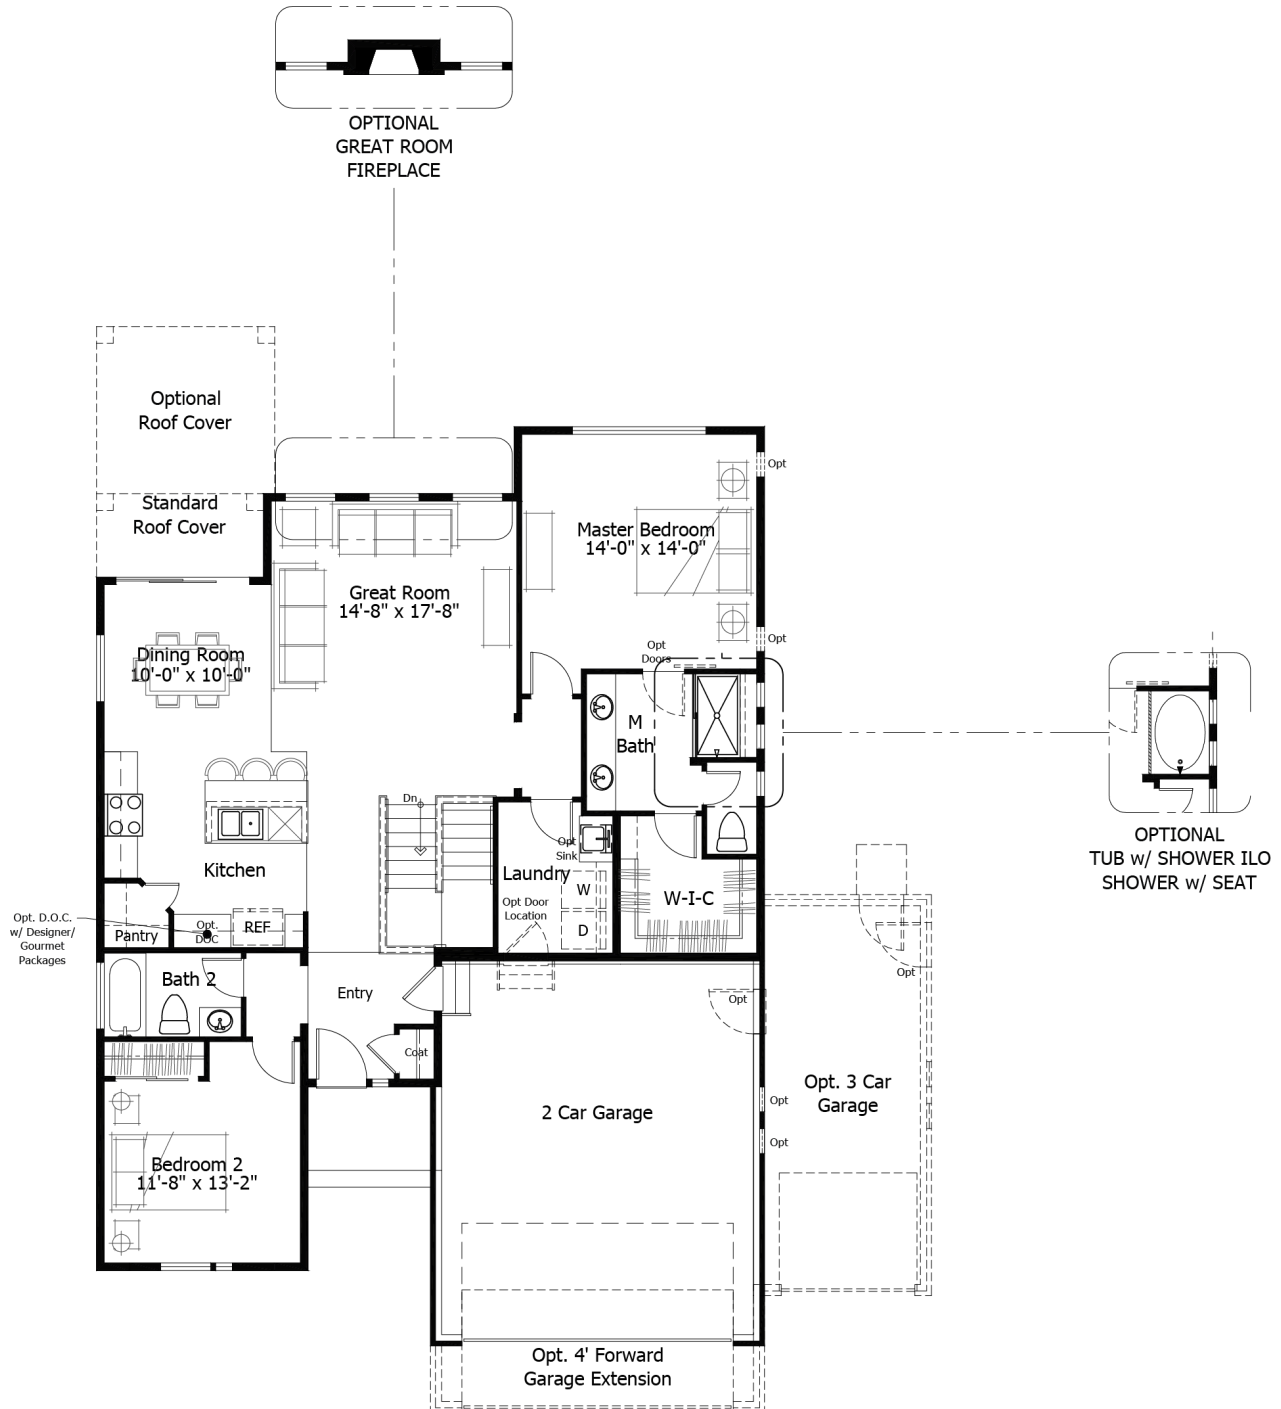 OPTIONAL
GREAT ROOM
FIREPLACE
Optional
Roof Cover
Standard
Roof Cover
Opt
Master Bedroom
14'-0" x 14'-0"
Great Room
14'-8" x 17'-8"
Opt
Opt
Doors
Dining Room
10'-0" x 10'-0"
M
Bath
Dn
OPTIONAL
TUB w/ SHOWER ILO
SHOWER w/ SEAT
Opt
Sink
Kitchen
Laundry
W
W-I-C
Opt Door
Location
D
Opt. D.O.C.
w/ Designer/
Gourmet
Packages
Pantry
Opt.
DOC
REF
Bath 2
Entry
Opt
Opt
Coat
Opt. 3 Car
Garage
Opt
2 Car Garage
Opt
Bedroom 2
11'-8" x 13'-2"
Opt. 4' Forward
Garage Extension